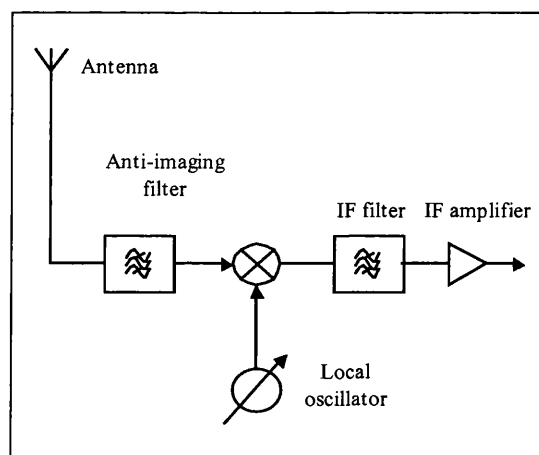 Antenna
Anti-imaging
filter
IF filter
IF amplifier
Local
oscillator